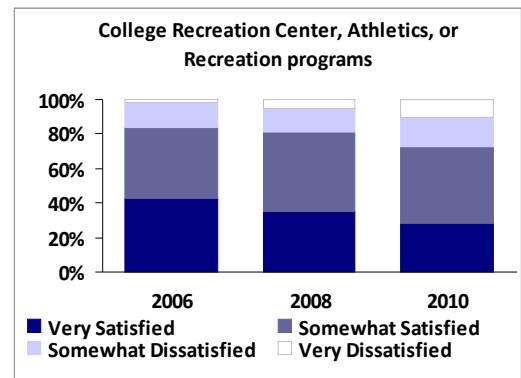 College Recreation Center, Athletics, or
Recreation programs
100%
80%
60%
40%
20%
0%
2006 2008 2010
Very Satisfied Somewhat Satisfied
Somewhat Dissatisfied Very Dissatisfied